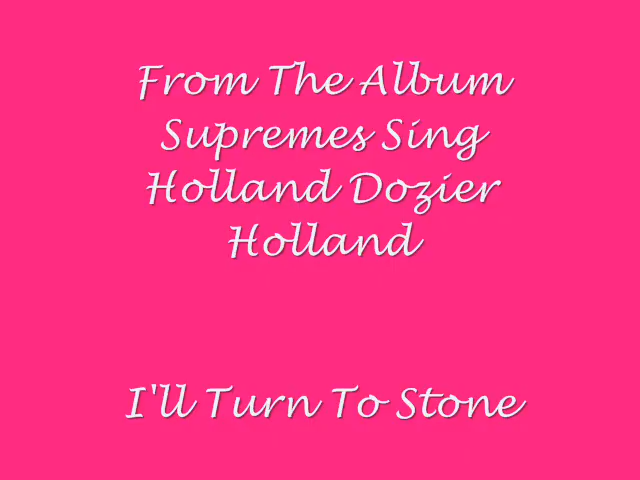 From The Album
Supremes Sing
Holland Dozier
Holland
I'll Turn To Stone